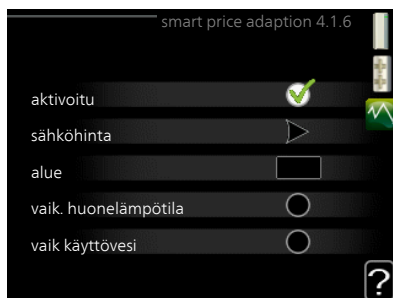 smart price adaption 4.1.6
aktivoitu
sähköhinta
alue
vaik. huonelämpötila
vaik käyttövesi
?